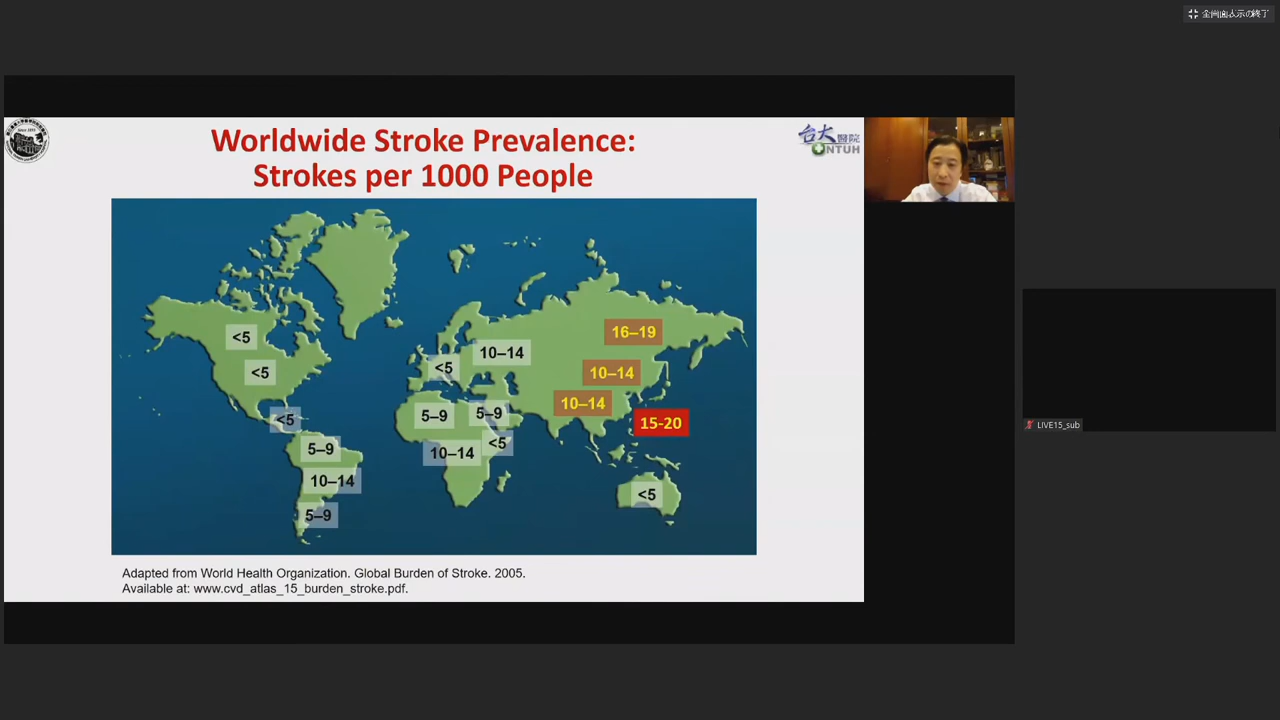 全画面表示の終了
Worldwide Stroke Prevalence:
Strokes per 1000 People
台大醫院
NTUH
<5
<5
<5
5–9
10–14
5–9
<5
10–14
5–9
5–9
<5
10–14
16–19
10–14
10–14
15-20
<5
Adapted from World Health Organization. Global Burden of Stroke. 2005.
Available at: www.cvd_atlas_15_burden_stroke.pdf.
LIVE15_sub